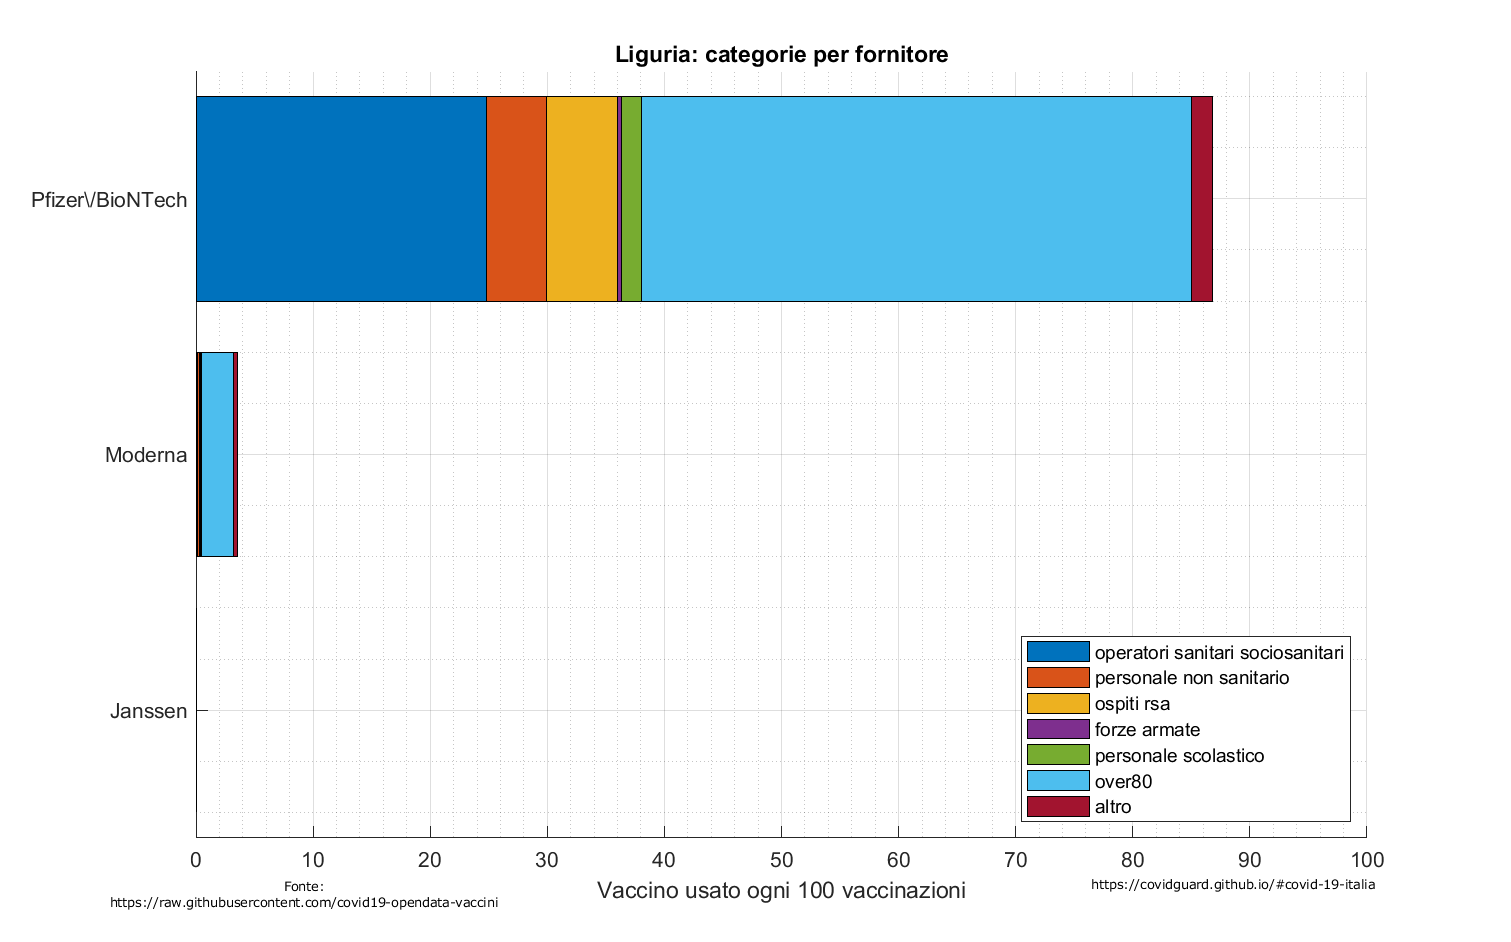 Liguria: categorie per fornitore
Pfizer\/BioNTech
Moderna
Janssen
operatori sanitari sociosanitari
personale non sanitario
ospiti rsa
forze armate
personale scolastico
over80
altro
0 10 20 30 40 50 60 70 80 90 100
Vaccino usato ogni 100 vaccinazioni
Fonte:
https://raw.githubusercontent.com/covid19-opendata-vaccini
https://covidguard.github.io/#covid-19-italia